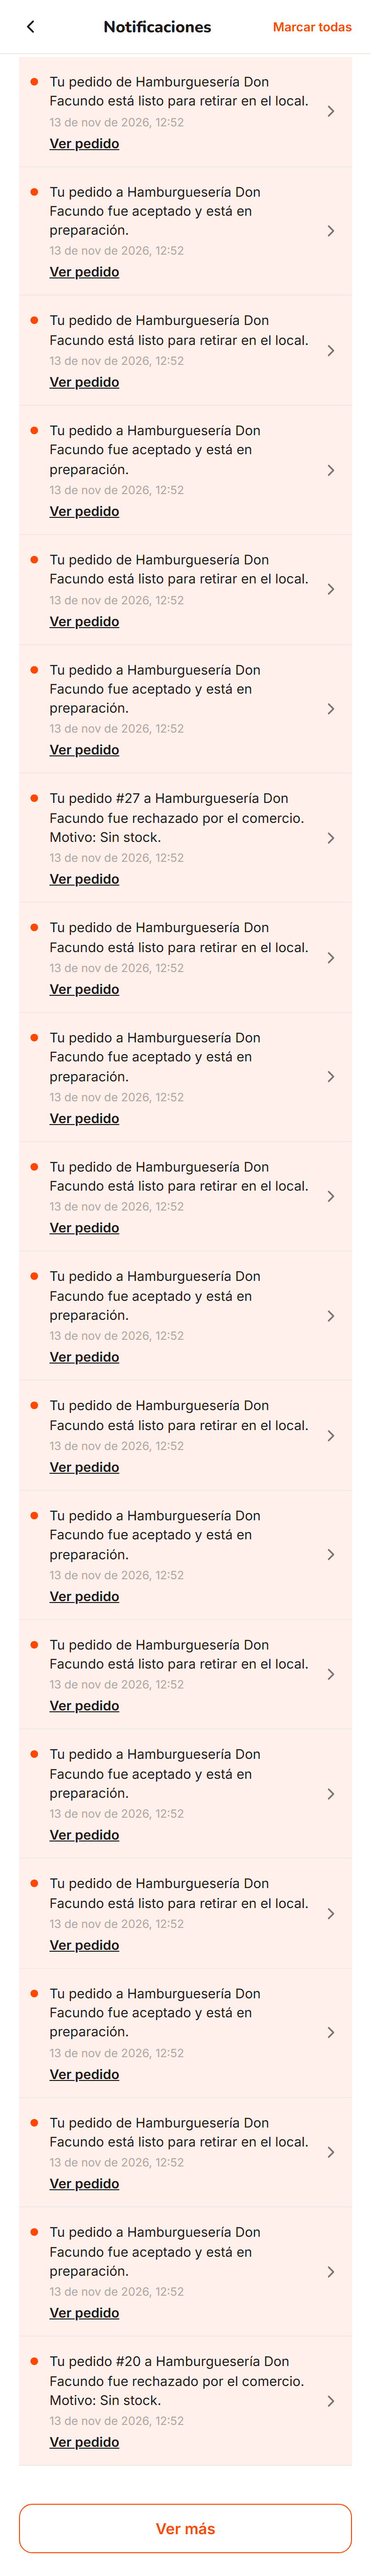 Notificaciones
Marcar todas
Tu pedido de Hamburguesería Don
Facundo está listo para retirar en el local.
13 de nov de 2026, 12:52
Ver pedido
Tu pedido a Hamburguesería Don
Facundo fue aceptado y está en
preparación.
13 de nov de 2026, 12:52
Ver pedido
Tu pedido de Hamburguesería Don
Facundo está listo para retirar en el local.
13 de nov de 2026, 12:52
Ver pedido
Tu pedido a Hamburguesería Don
Facundo fue aceptado y está en
preparación.
13 de nov de 2026, 12:52
Ver pedido
Tu pedido de Hamburguesería Don
Facundo está listo para retirar en el local.
13 de nov de 2026, 12:52
Ver pedido
Tu pedido a Hamburguesería Don
Facundo fue aceptado y está en
preparación.
13 de nov de 2026, 12:52
Ver pedido
Tu pedido #27 a Hamburguesería Don
Facundo fue rechazado por el comercio.
Motivo: Sin stock.
13 de nov de 2026, 12:52
Ver pedido
Tu pedido de Hamburguesería Don
Facundo está listo para retirar en el local.
13 de nov de 2026, 12:52
Ver pedido
Tu pedido a Hamburguesería Don
Facundo fue aceptado y está en
preparación.
13 de nov de 2026, 12:52
Ver pedido
Tu pedido de Hamburguesería Don
Facundo está listo para retirar en el local.
13 de nov de 2026, 12:52
Ver pedido
Tu pedido a Hamburguesería Don
Facundo fue aceptado y está en
preparación.
13 de nov de 2026, 12:52
Ver pedido
Tu pedido de Hamburguesería Don
Facundo está listo para retirar en el local.
13 de nov de 2026, 12:52
Ver pedido
Tu pedido a Hamburguesería Don
Facundo fue aceptado y está en
preparación.
13 de nov de 2026, 12:52
Ver pedido
Tu pedido de Hamburguesería Don
Facundo está listo para retirar en el local.
13 de nov de 2026, 12:52
Ver pedido
Tu pedido a Hamburguesería Don
Facundo fue aceptado y está en
preparación.
13 de nov de 2026, 12:52
Ver pedido
Tu pedido de Hamburguesería Don
Facundo está listo para retirar en el local.
13 de nov de 2026, 12:52
Ver pedido
Tu pedido a Hamburguesería Don
Facundo fue aceptado y está en
preparación.
13 de nov de 2026, 12:52
Ver pedido
Tu pedido de Hamburguesería Don
Facundo está listo para retirar en el local.
13 de nov de 2026, 12:52
Ver pedido
Tu pedido a Hamburguesería Don
Facundo fue aceptado y está en
preparación.
13 de nov de 2026, 12:52
Ver pedido
Tu pedido #20 a Hamburguesería Don
Facundo fue rechazado por el comercio.
Motivo: Sin stock.
13 de nov de 2026, 12:52
Ver pedido
Ver más